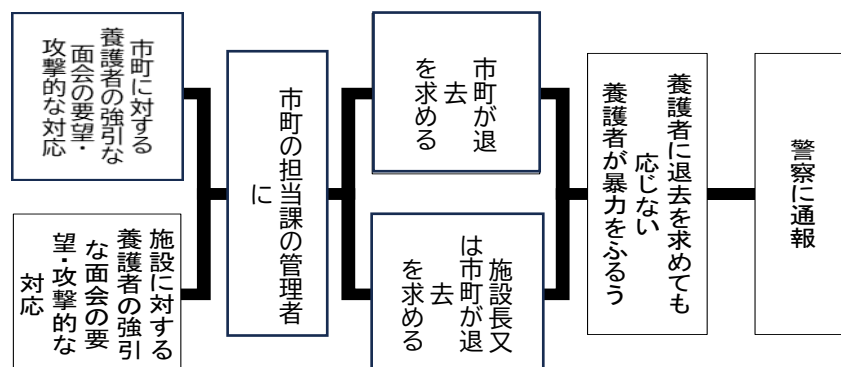 市町に対する
養護者の強引な
面会の要望・
攻撃的な対応
施設に対する
養護者の強引
な面会の要
望・攻撃的な
対応
市町の担当課の管理者
に
市町が退
去
を求める
施設長又
は市町が退
去
を求める
養護者に退去を求めても
応じない
養護者が暴力をふるう
警察に通報